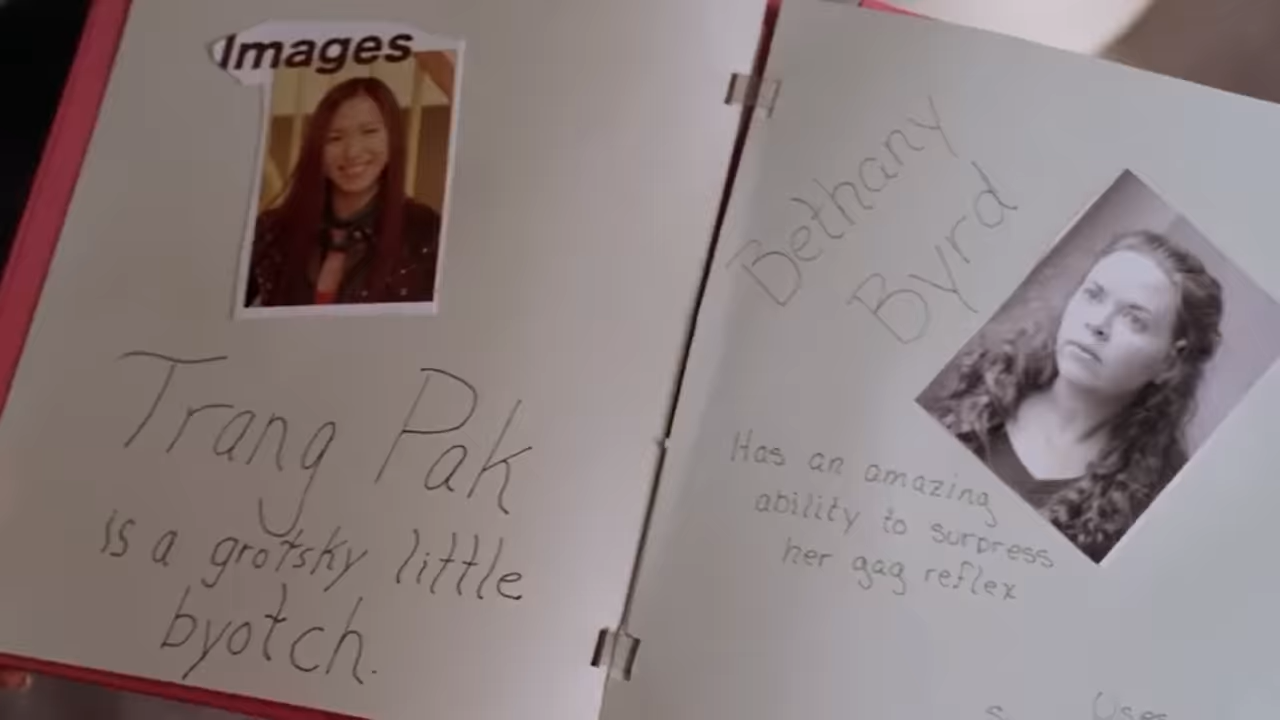 Images
Trang Pak
is a grotsky little
byotch.
Bethany
Byrd
Has an amazing
ability to surpress
her gag reflex